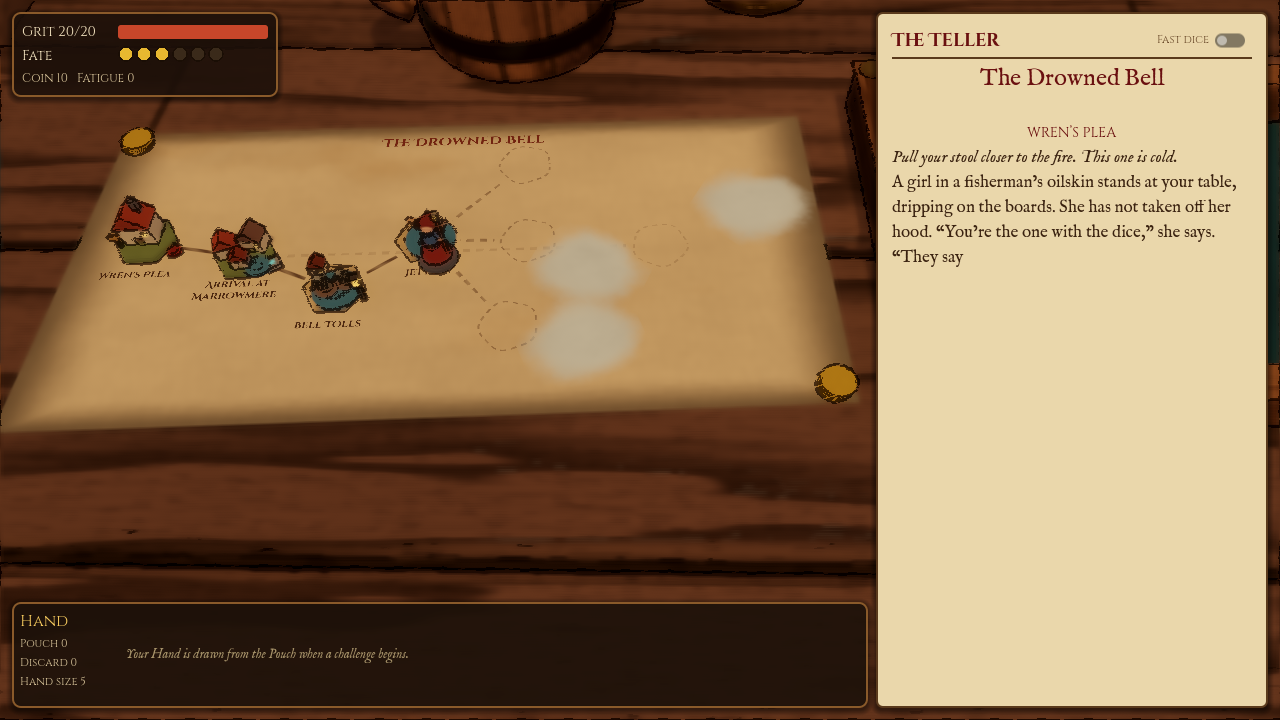 Grit 20/20
Fate
Coin 10 Fatigue 0
The Drowned Bell
Wren's Plea
Arrival at
Marrowmere
Bell Tolls
The Teller
Fast dice
The Drowned Bell
Wren's Plea
Pull your stool closer to the fire. This one is cold.
A girl in a fisherman's oilskin stands at your table,
dripping on the boards. She has not taken off her
hood. “You're the one with the dice,” she says.
“They say
Hand
Pouch 0
Discard 0
Hand size 5
Your Hand is drawn from the Pouch when a challenge begins.